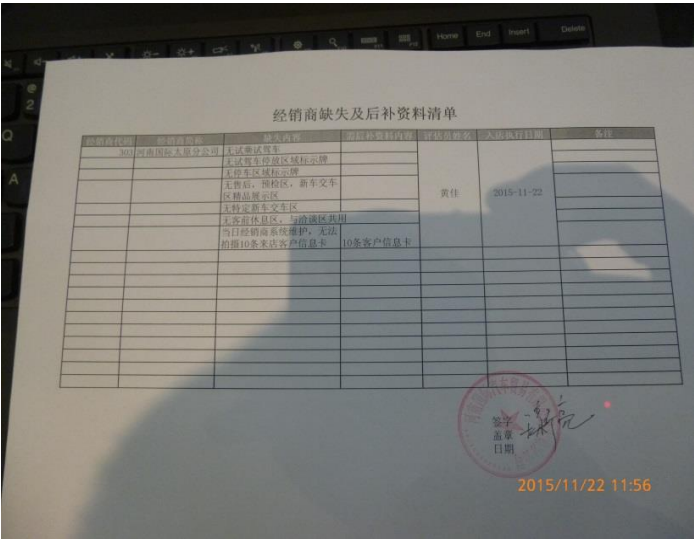 Home End Insert Delete
2
Q
A
经销商缺失及后补资料清单
经销商代码 经销商简称 缺失内容 需后补资料内容 评估员姓名 入店执行日期 备注
303 河南国际太原分公司 无试乘试驾车
无试驾车停放区域标示牌
无停车区域标示牌
无售后，预检区，新车交车
区精品展示区
黄佳 2015-11-22
无特定新车交车区
无客前休息区，与洽谈区共用
当日经销商系统维护，无法
拍摄10条来店客户信息卡 10条客户信息卡
签字
盖章
日期
2015/11/22 11:56